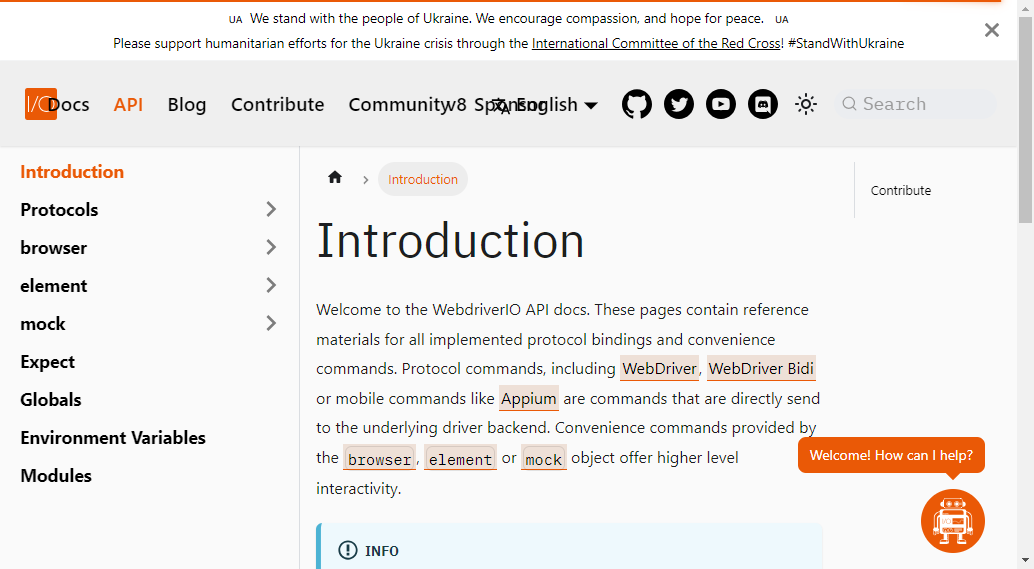 UA We stand with the people of Ukraine. We encourage compassion, and hope for peace. UA
Please support humanitarian efforts for the Ukraine crisis through the International Committee of the Red Cross! #StandWithUkraine
I/O Docs API Blog Contribute Community v8 Sponsor English Search
Introduction
Protocols
browser
element
mock
Expect
Globals
Environment Variables
Modules
Introduction
Introduction
Welcome to the WebdriverIO API docs. These pages contain reference
materials for all implemented protocol bindings and convenience
commands. Protocol commands, including WebDriver, WebDriver Bidi
or mobile commands like Appium are commands that are directly send
to the underlying driver backend. Convenience commands provided by
the browser, element or mock object offer higher level
interactivity.
INFO
Contribute
Welcome! How can I help?